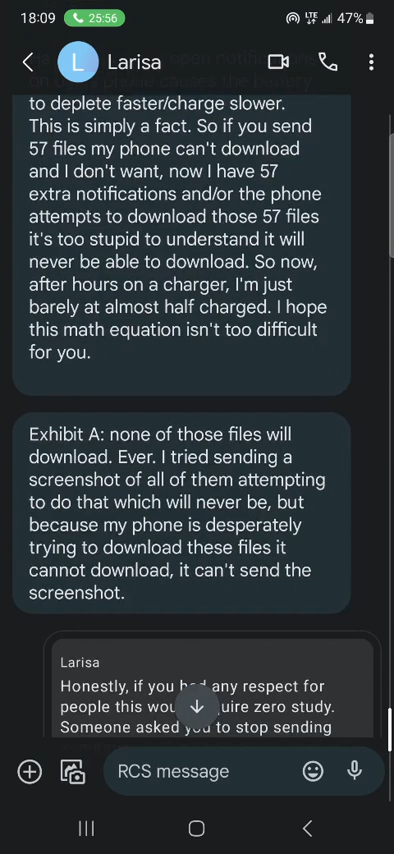 18:09 25:56 LTE 47%
L Larisa
to deplete faster/charge slower.
This is simply a fact. So if you send
57 files my phone can't download
and I don't want, now I have 57
extra notifications and/or the phone
attempts to download those 57 files
it's too stupid to understand it will
never be able to download. So now,
after hours on a charger, I'm just
barely at almost half charged. I hope
this math equation isn't too difficult
for you.
Exhibit A: none of those files will
download. Ever. I tried sending a
screenshot of all of them attempting
to do that which will never be, but
because my phone is desperately
trying to download these files it
cannot download, it can't send the
screenshot.
Larisa
Honestly, if you had any respect for
people this would require zero study.
Someone asked you to stop sending
RCS message